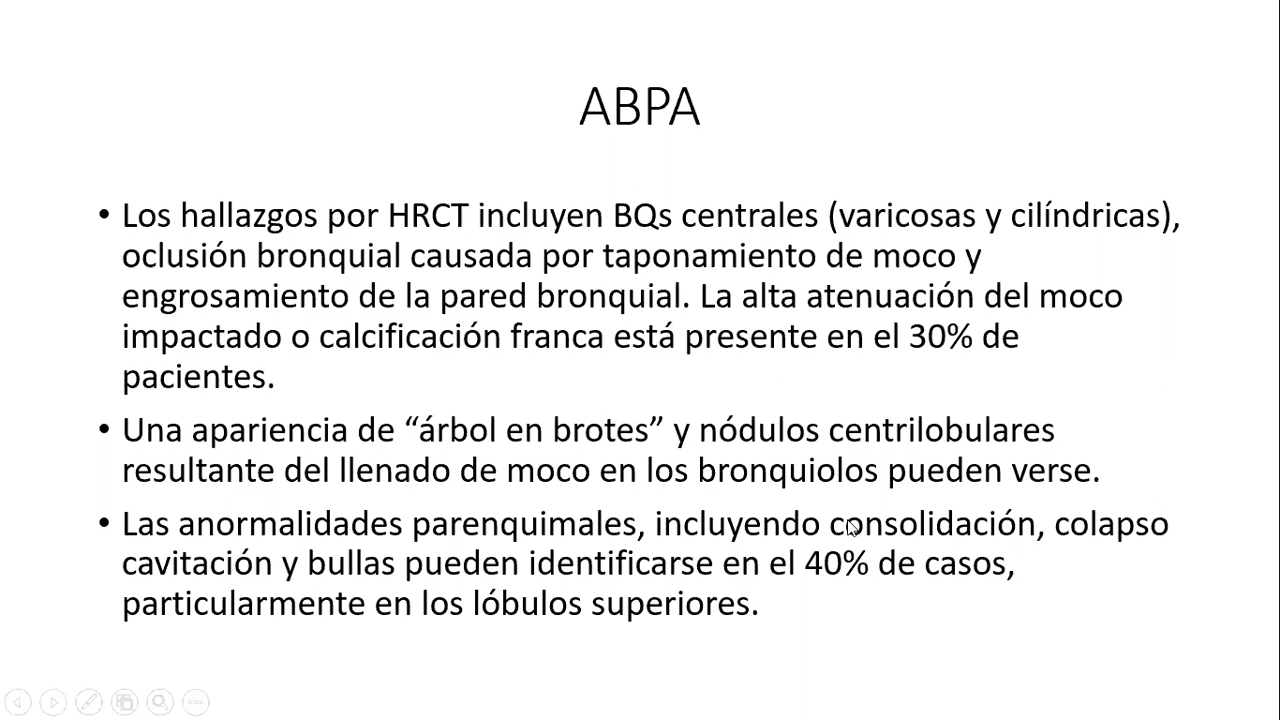 ABPA
• Los hallazgos por HRCT incluyen BQs centrales (varicosas y cilíndricas),
oclusión bronquial causada por taponamiento de moco y
engrosamiento de la pared bronquial. La alta atenuación del moco
impactado o calcificación franca está presente en el 30% de
pacientes.
• Una apariencia de “árbol en brotes” y nódulos centrilobulares
resultante del llenado de moco en los bronquiolos pueden verse.
• Las anormalidades parenquimales, incluyendo consolidación, colapso
cavitación y bullas pueden identificarse en el 40% de casos,
particularmente en los lóbulos superiores.